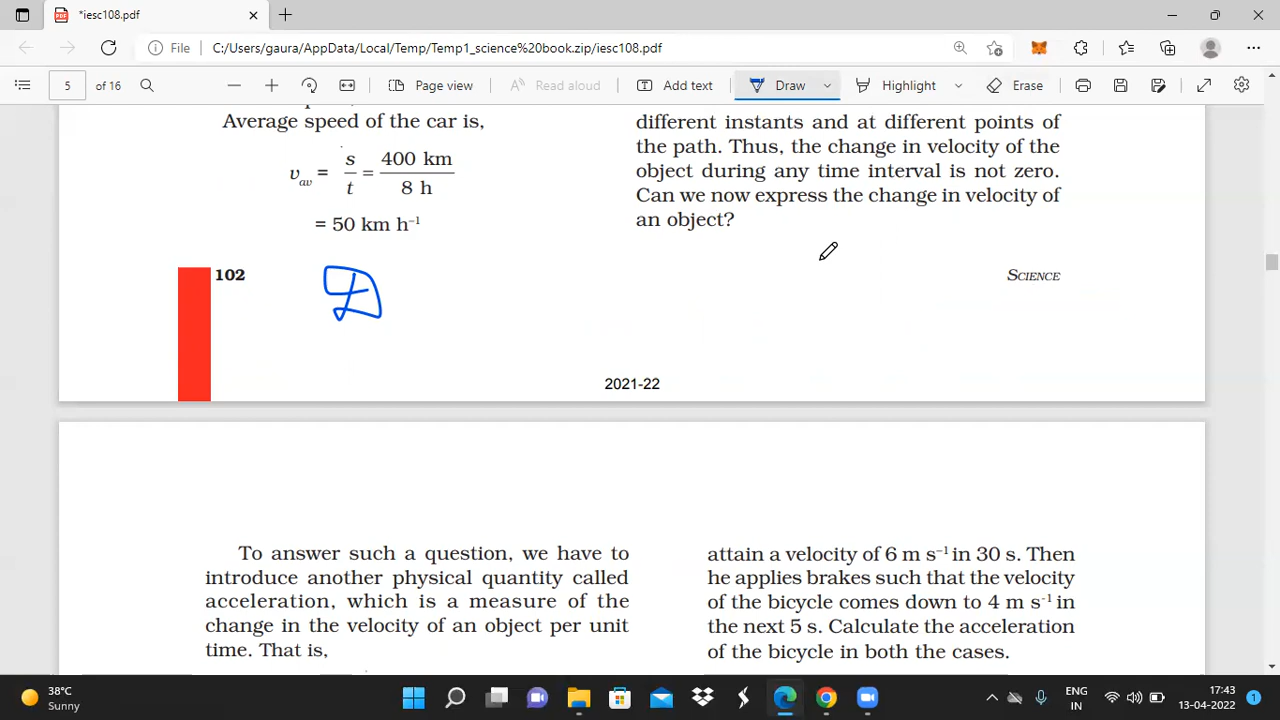 *iesc108.pdf
File
C:/Users/gaura/AppData/Local/Temp/Temp1_science%20book.zip/iesc108.pdf
5 of 16
Page view
Read aloud
Add text
Draw
Highlight
Erase
Average speed of the car is,
v_av = s/t = 400 km/8 h
= 50 km h⁻¹
102
different instants and at different points of
the path. Thus, the change in velocity of the
object during any time interval is not zero.
Can we now express the change in velocity of
an object?
SCIENCE
2021-22
To answer such a question, we have to
introduce another physical quantity called
acceleration, which is a measure of the
change in the velocity of an object per unit
time. That is,
attain a velocity of 6 m s⁻¹ in 30 s. Then
he applies brakes such that the velocity
of the bicycle comes down to 4 m s⁻¹ in
the next 5 s. Calculate the acceleration
of the bicycle in both the cases.
38°C
Sunny
ENG
IN
17:43
13-04-2022
1